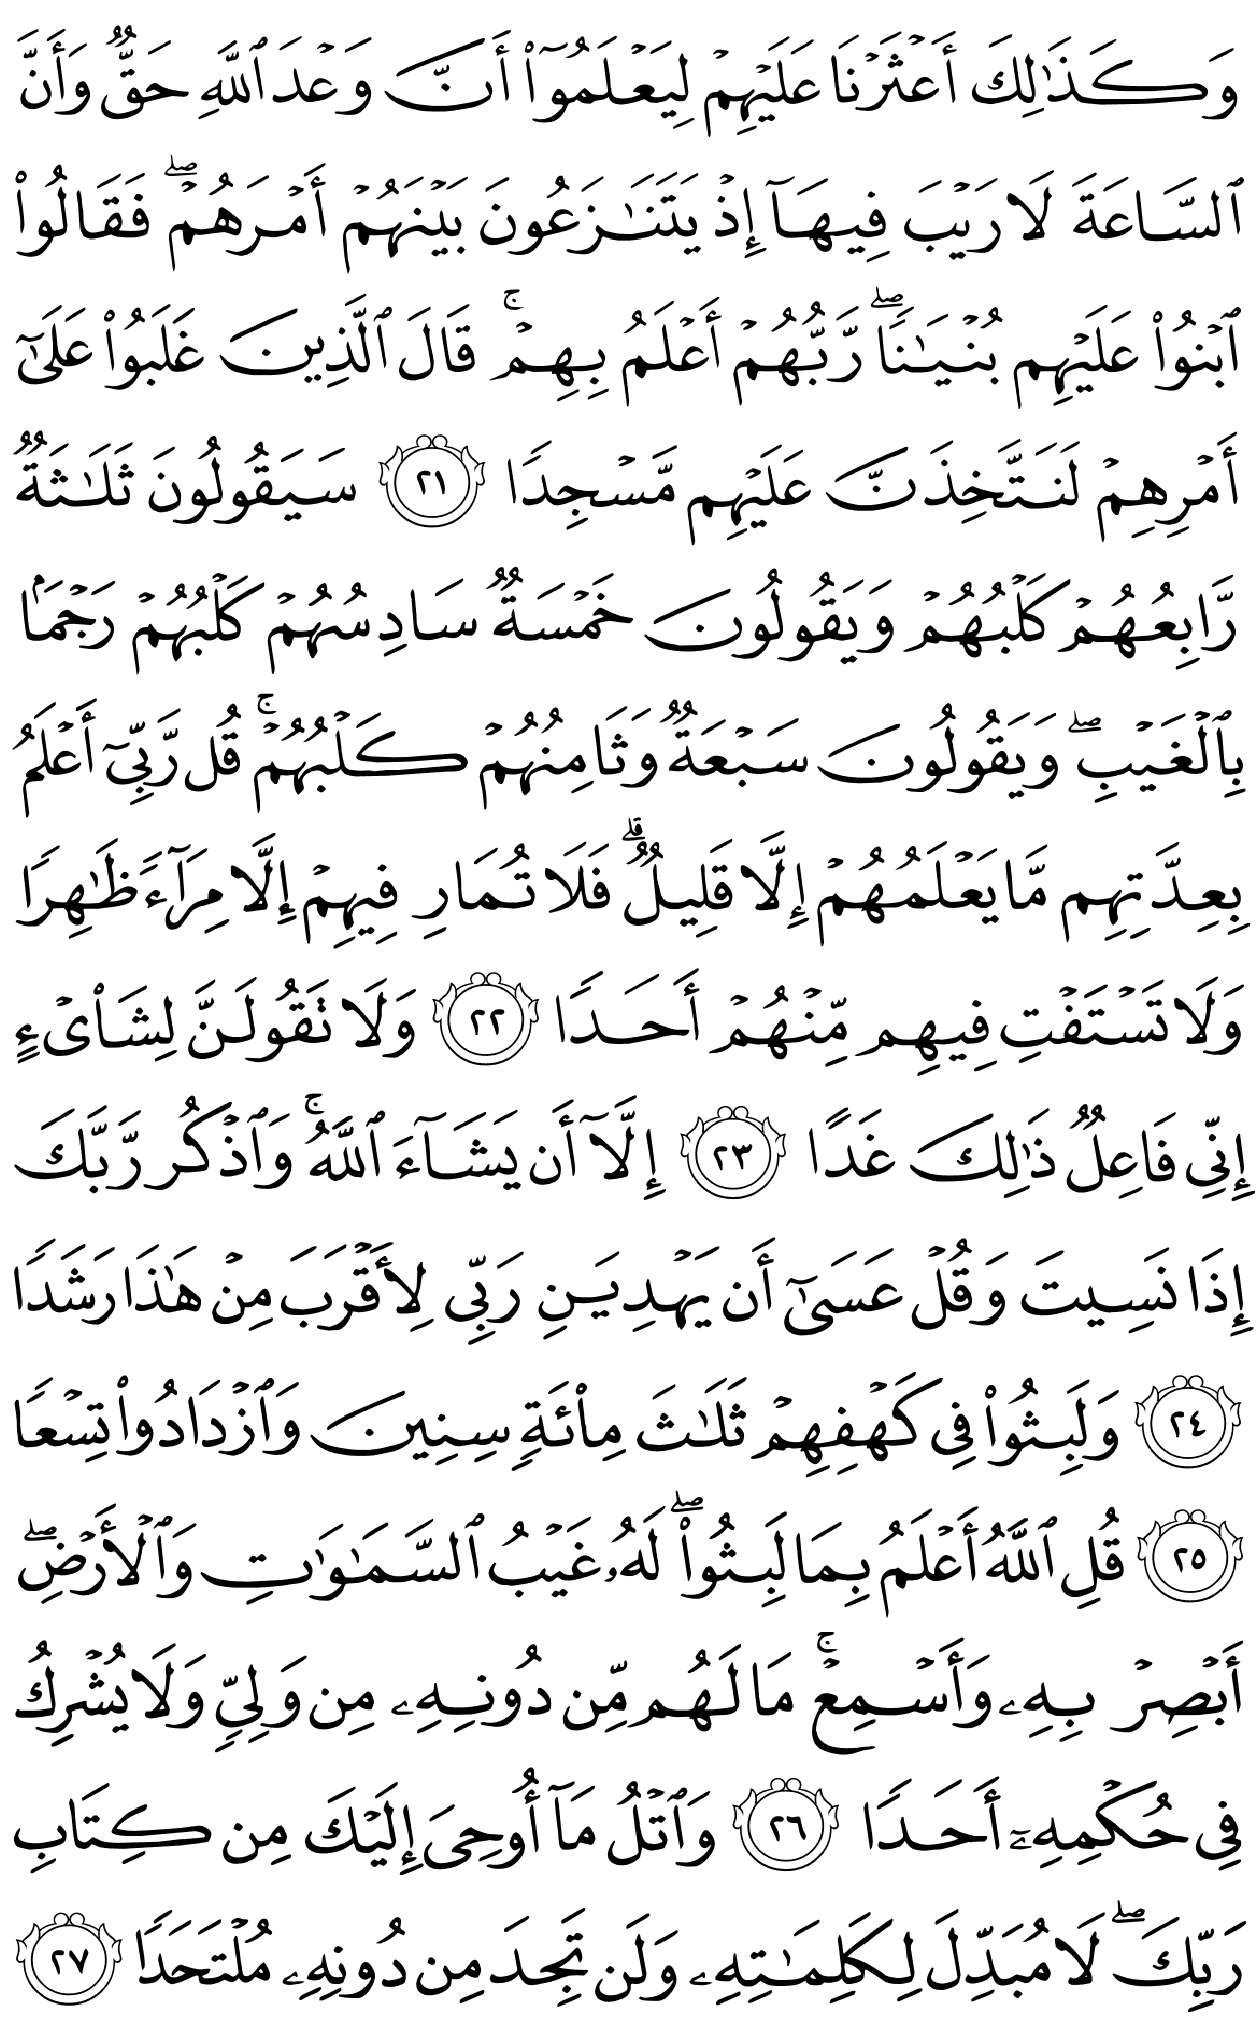 وَكَذَٰلِكَ أَعۡثَرۡنَا عَلَيۡهِمۡ لِيَعۡلَمُوٓاْ أَنَّ وَعۡدَ ٱللَّهِ حَقّٞ وَأَنَّ
ٱلسَّاعَةَ لَا رَيۡبَ فِيهَآ إِذۡ يَتَنَٰزَعُونَ بَيۡنَهُمۡ أَمۡرَهُمۡۖ فَقَالُواْ
ٱبۡنُواْ عَلَيۡهِم بُنۡيَٰنٗاۖ رَّبُّهُمۡ أَعۡلَمُ بِهِمۡۚ قَالَ ٱلَّذِينَ غَلَبُواْ عَلَىٰٓ
أَمۡرِهِمۡ لَنَتَّخِذَنَّ عَلَيۡهِم مَّسۡجِدٗا ٢١ سَيَقُولُونَ ثَلَٰثَةٞ
رَّابِعُهُمۡ كَلۡبُهُمۡ وَيَقُولُونَ خَمۡسَةٞ سَادِسُهُمۡ كَلۡبُهُمۡ رَجۡمَۢا
بِٱلۡغَيۡبِۖ وَيَقُولُونَ سَبۡعَةٞ وَثَامِنُهُمۡ كَلۡبُهُمۡۚ قُل رَّبِّيٓ أَعۡلَمُ
بِعِدَّتِهِم مَّا يَعۡلَمُهُمۡ إِلَّا قَلِيلٞۗ فَلَا تُمَارِ فِيهِمۡ إِلَّا مِرَآءٗ ظَٰهِرٗا
وَلَا تَسۡتَفۡتِ فِيهِم مِّنۡهُمۡ أَحَدٗا ٢٢ وَلَا تَقُولَنَّ لِشَاْيۡءٍ
إِنِّي فَاعِلٞ ذَٰلِكَ غَدًا ٢٣ إِلَّآ أَن يَشَآءَ ٱللَّهُۚ وَٱذۡكُر رَّبَّكَ
إِذَا نَسِيتَ وَقُلۡ عَسَىٰٓ أَن يَهۡدِيَنِ رَبِّي لِأَقۡرَبَ مِنۡ هَٰذَا رَشَدٗا
٢٤ وَلَبِثُواْ فِي كَهۡفِهِمۡ ثَلَٰثَ مِاْئَةٖ سِنِينَ وَٱزۡدَادُواْ تِسۡعٗا
٢٥ قُلِ ٱللَّهُ أَعۡلَمُ بِمَا لَبِثُواْۖ لَهُۥ غَيۡبُ ٱلسَّمَٰوَٰتِ وَٱلۡأَرۡضِۖ
أَبۡصِرۡ بِهِۦ وَأَسۡمِعۡۚ مَا لَهُم مِّن دُونِهِۦ مِن وَلِيّٖ وَلَا يُشۡرِكُ
فِي حُكۡمِهِۦٓ أَحَدٗا ٢٦ وَٱتۡلُ مَآ أُوحِيَ إِلَيۡكَ مِن كِتَابِ
رَبِّكَۖ لَا مُبَدِّلَ لِكَلِمَٰتِهِۦ وَلَن تَجِدَ مِن دُونِهِۦ مُلۡتَحَدٗا ٢٧